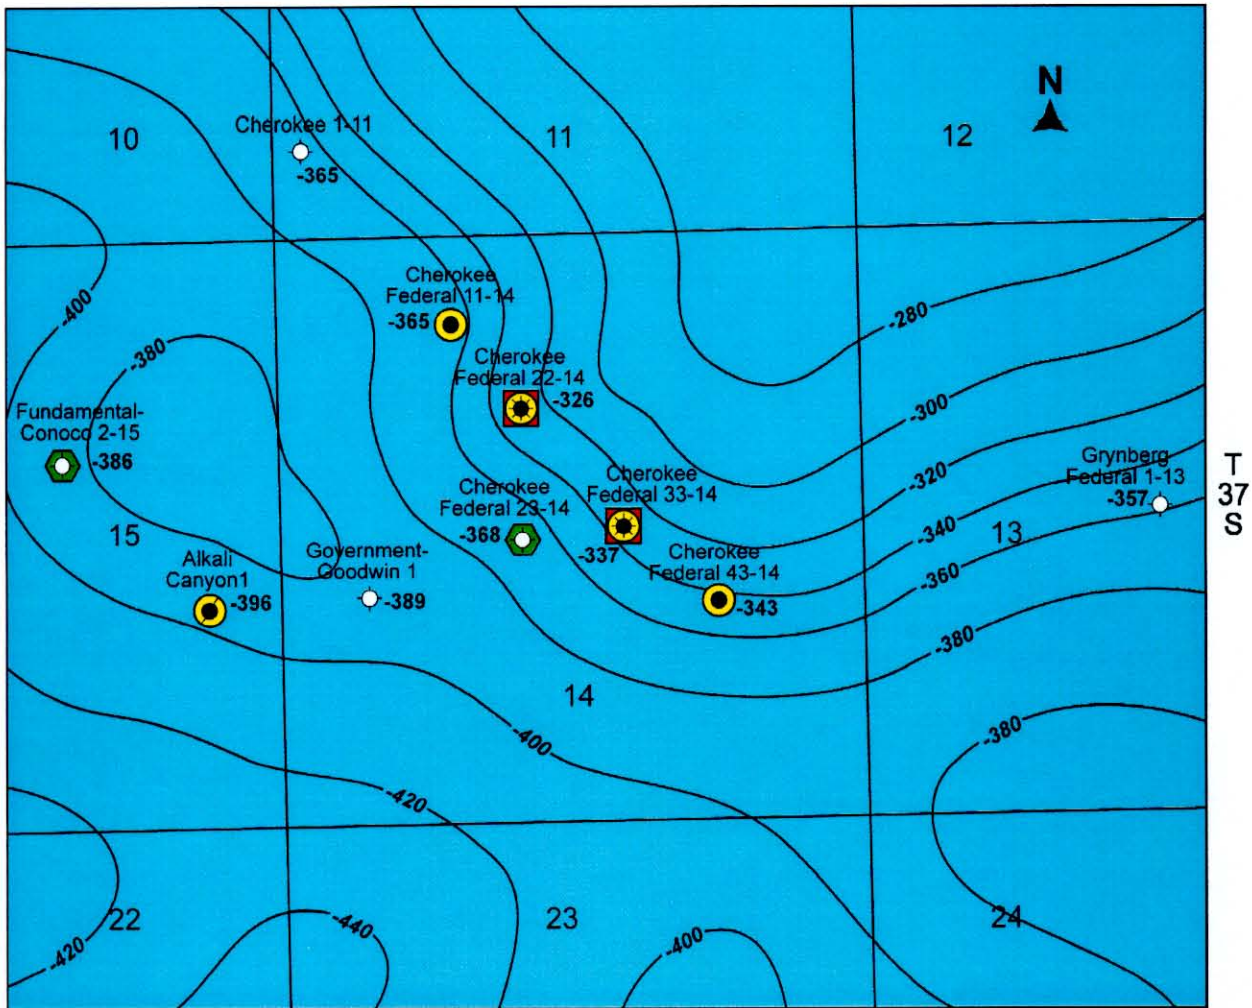 N
10
11
12
Cherokee 1-11
-365
Cherokee
Federal 11-14
-365
-400
-280
-380
Cherokee
Federal 22-14
-326
-300
Fundamental-
Conoco 2-15
-386
Grynberg
Federal 1-13
-357
T
37
S
-320
Cherokee
Federal 33-14
-337
Cherokee
Federal 23-14
-368
-340
13
15
Government-
Goodwin 1
-389
Alkali
Canyon1
-396
Cherokee
Federal 43-14
-343
-360
-380
14
-400
-380
-420
22
-440
23
-400
24
-420